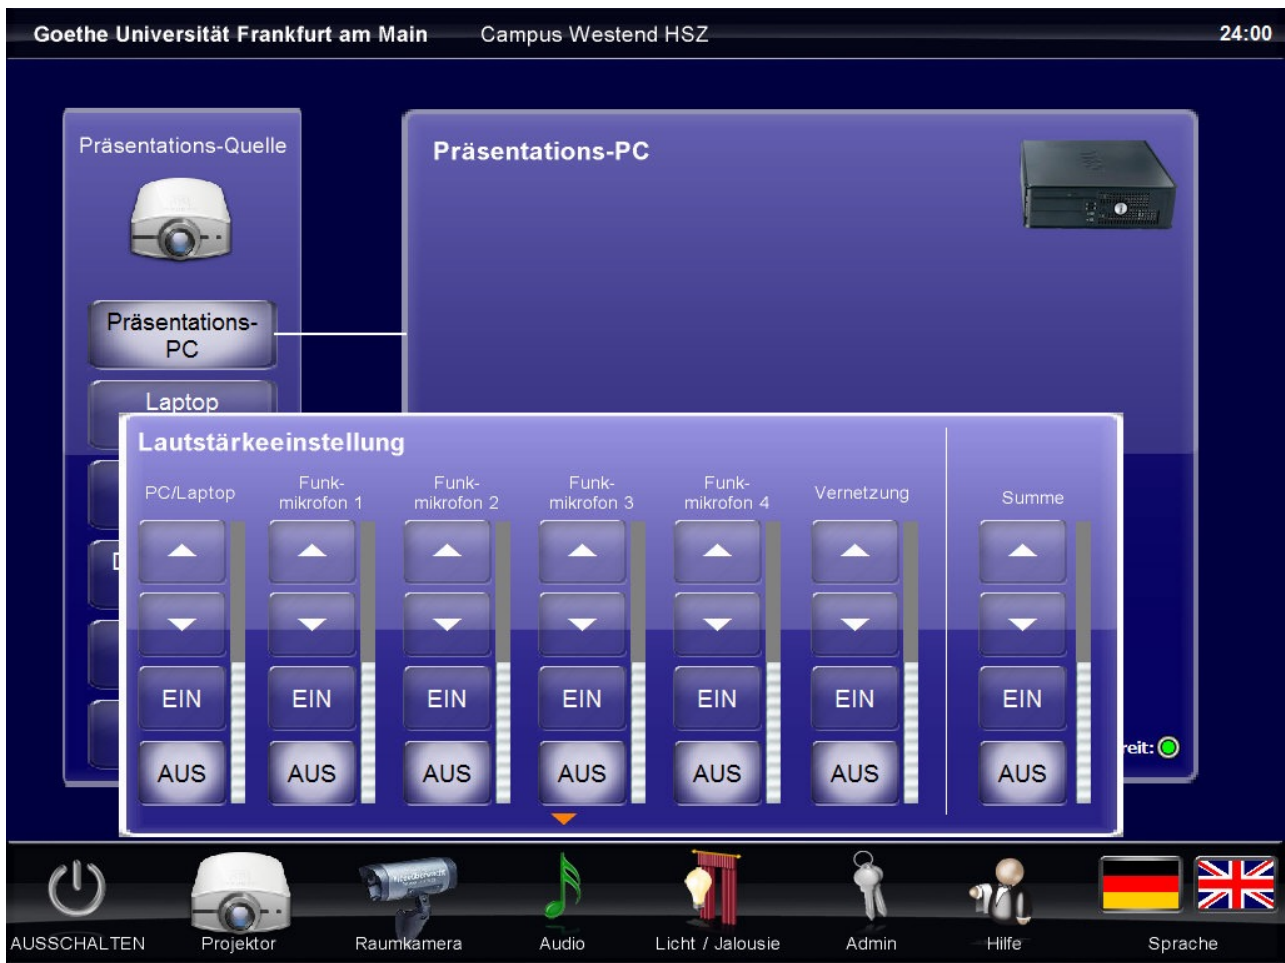 Goethe Universität Frankfurt am Main Campus Westend HSZ 24:00
Präsentations-Quelle
Präsentations-
PC
Laptop
D
Präsentations-PC
reit:
Lautstärkeeinstellung
PC/Laptop
Funk-
mikrofon 1
Funk-
mikrofon 2
Funk-
mikrofon 3
Funk-
mikrofon 4
Vernetzung
Summe
EIN EIN EIN EIN EIN EIN EIN
AUS AUS AUS AUS AUS AUS AUS
AUSSCHALTEN Projektor Raumkamera Audio Licht / Jalousie Admin Hilfe Sprache